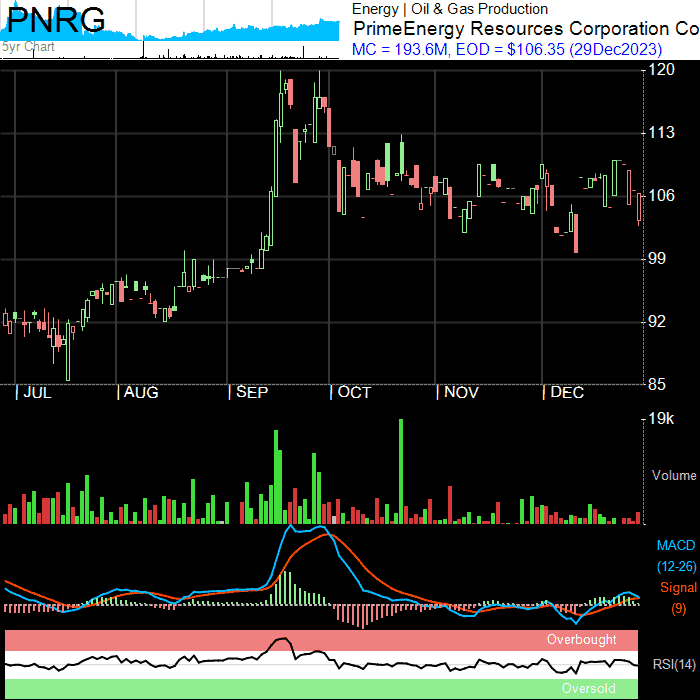 PNRG
5yr Chart
Energy | Oil & Gas Production
PrimeEnergy Resources Corporation Co
MC = 193.6M, EOD = $106.35 (29Dec2023)
120
113
106
99
92
85
JUL AUG SEP OCT NOV DEC
19k
Volume
MACD
(12-26)
Signal
(9)
Overbought
RSI(14)
Oversold